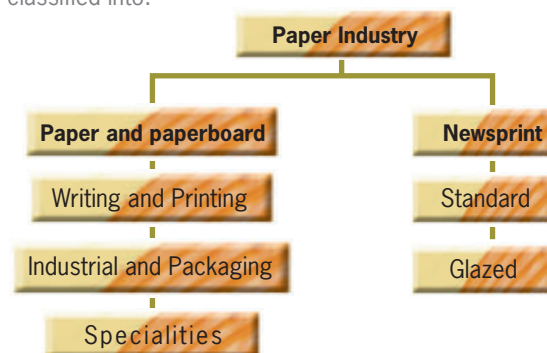 classified into:
Paper Industry
Paper and paperboard
Newsprint
Writing and Printing
Standard
Industrial and Packaging
Glazed
Specialities